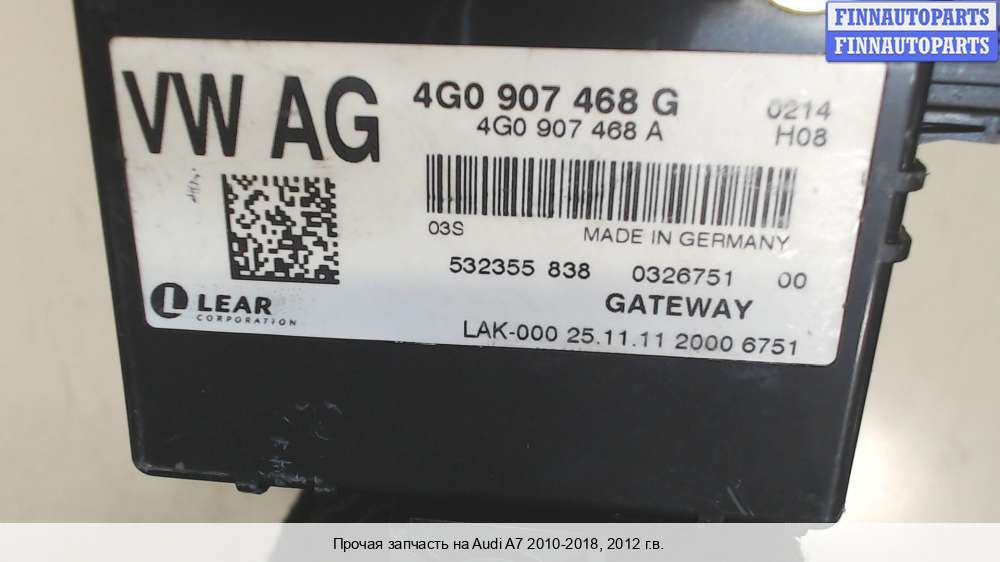 FINNAUTOPARTS
FINNAUTOPARTS
VW AG
4G0 907 468 G 0214
4G0 907 468 A H08
03S MADE IN GERMANY
532355 838 0326751 00
LEAR
CORPORATION
GATEWAY
LAK-000 25.11.11 2000 6751
Прочая запчасть на Audi A7 2010-2018, 2012 г.в.